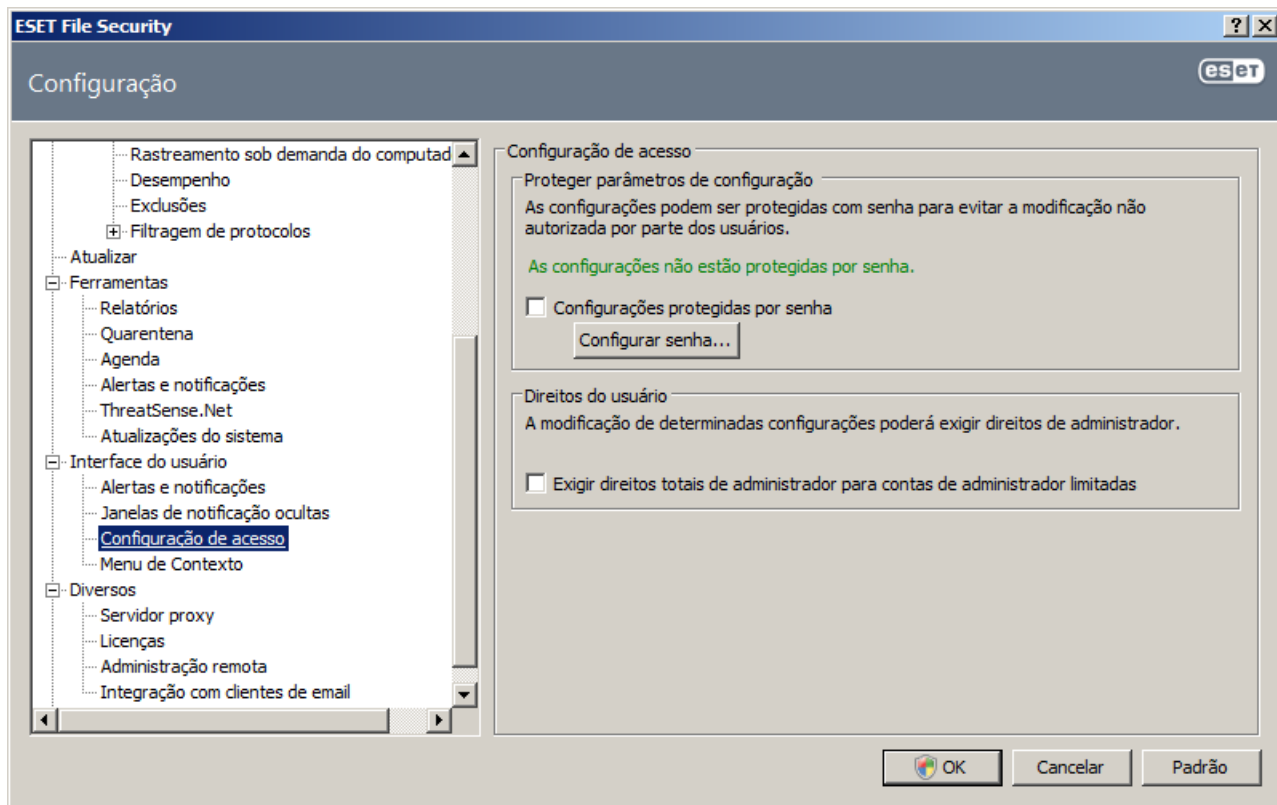 ESET File Security
Configuração
eset
Rastreamento sob demanda do computad
Desempenho
Exclusões
Filtragem de protocolos
Atualizar
Ferramentas
Relatórios
Quarentena
Agenda
Alertas e notificações
ThreatSense.Net
Atualizações do sistema
Interface do usuário
Alertas e notificações
Janelas de notificação ocultas
Configuração de acesso
Menu de Contexto
Diversos
Servidor proxy
Licenças
Administração remota
Integração com clientes de email
Configuração de acesso
Proteger parâmetros de configuração
As configurações podem ser protegidas com senha para evitar a modificação não
autorizada por parte dos usuários.
As configurações não estão protegidas por senha.
Configurações protegidas por senha
Configurar senha...
Direitos do usuário
A modificação de determinadas configurações poderá exigir direitos de administrador.
Exigir direitos totais de administrador para contas de administrador limitadas
OK
Cancelar
Padrão